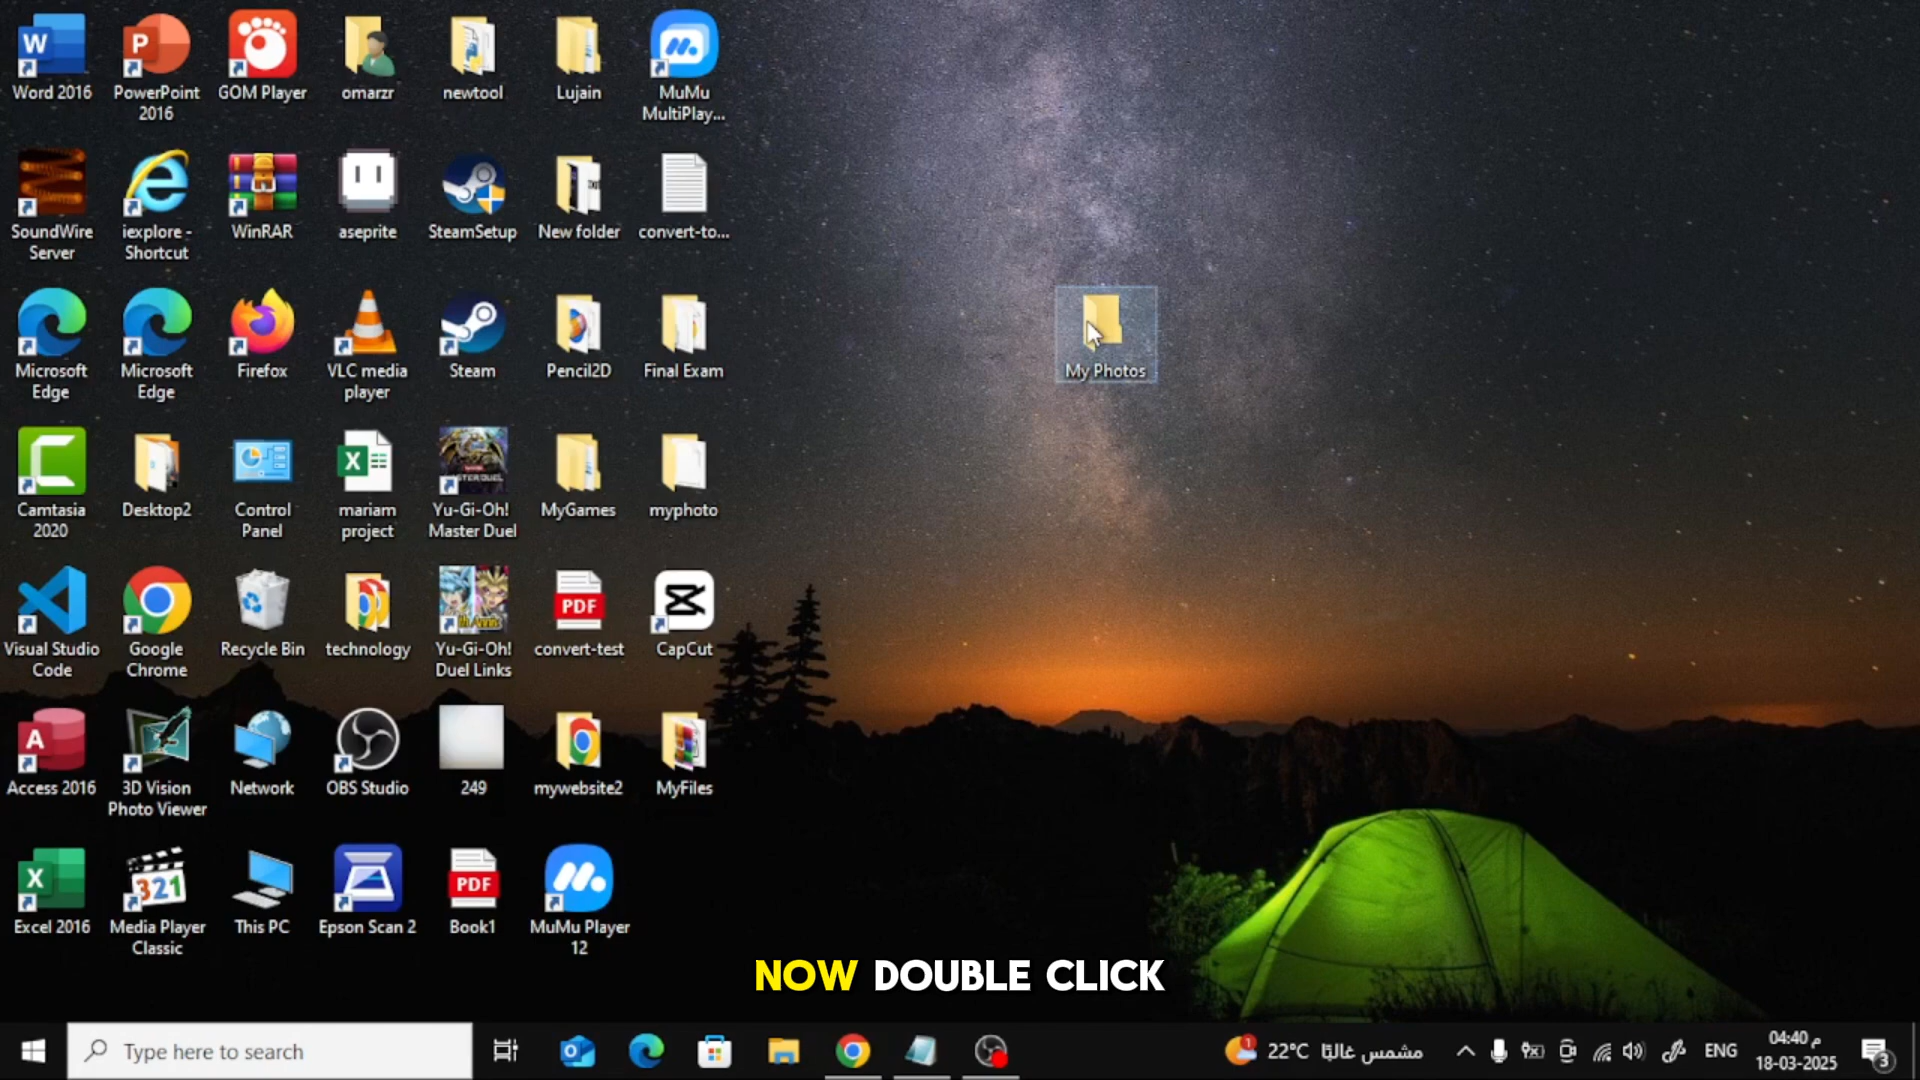 Word 2016
PowerPoint
2016
GOM Player
omarzr
newtool
Lujain
MuMu
MultiPlay...
SoundWire
Server
iexplore -
Shortcut
WinRAR
aseprite
SteamSetup
New folder
convert-to...
Microsoft
Edge
Microsoft
Edge
Firefox
VLC media
player
Steam
Pencil2D
Final Exam
My Photos
Camtasia
2020
Desktop2
Control
Panel
mariam
project
Yu-Gi-Oh!
Master Duel
MyGames
myphoto
Visual Studio
Code
Google
Chrome
Recycle Bin
technology
Yu-Gi-Oh!
Duel Links
PDF
convert-test
CapCut
Access 2016
3D Vision
Photo Viewer
Network
OBS Studio
249
mywebsite2
MyFiles
Excel 2016
321
Media Player
Classic
This PC
Epson Scan 2
PDF
Book1
MuMu Player
12
NOW DOUBLE CLICK
Type here to search
1
22°C مشمس غالبًا
ENG
04:40 م
18-03-2025
3